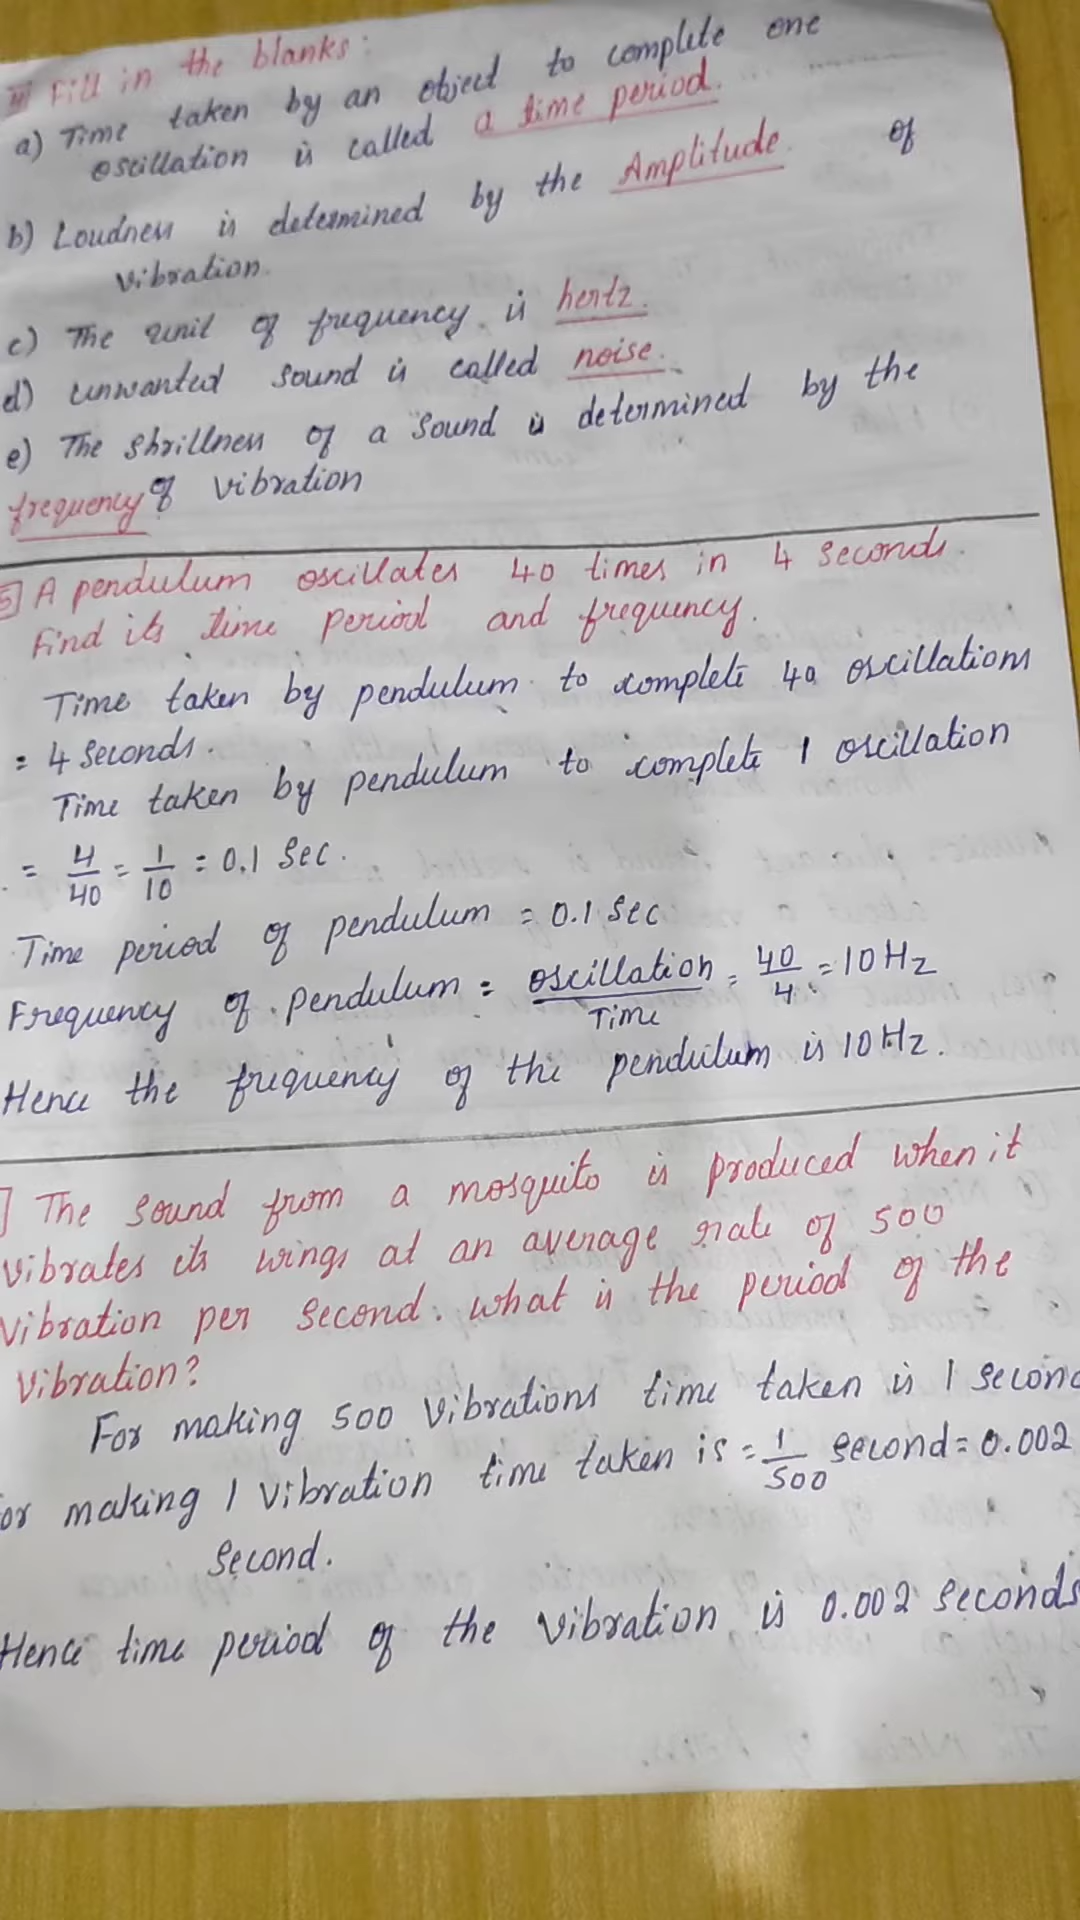 4] Fill in the blanks:
a) Time taken by an object to complete one
oscillation is called a time period.
b) Loudness is determined by the Amplitude of
vibration.
c) The unit of frequency is hertz.
d) unwanted sound is called noise.
e) The Shrillness of a sound is determined by the
frequency of vibration
5] A pendulum oscillates 40 times in 4 seconds.
Find its time period and frequency.
Time taken by pendulum to complete 40 oscillations
= 4 seconds.
Time taken by pendulum to complete 1 oscillation
= 4/40 = 1/10 = 0.1 Sec.
Time period of pendulum = 0.1 Sec
Frequency of pendulum = oscillation/Time = 40/4 = 10Hz
Hence the frequency of the pendulum is 10Hz.
] The sound from a mosquito is produced when it
vibrates its wings at an average rate of 500
vibration per second. what is the period of the
vibration?
For making 500 vibrations time taken is 1 second
For making 1 vibration time taken is = 1/500 second = 0.002
Second.
Hence time period of the vibration is 0.002 seconds